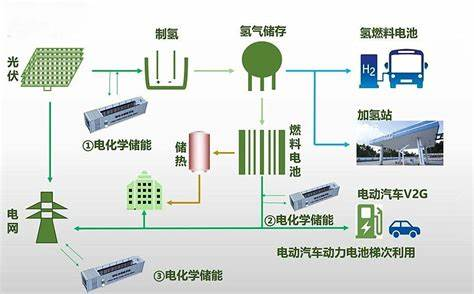 光伏
制氢
氢气储存
氢燃料电池
H2
①电化学储能
储热
燃料电池
加氢站
电网
②电化学储能
电动汽车V2G
③电化学储能
电动汽车动力电池梯次利用